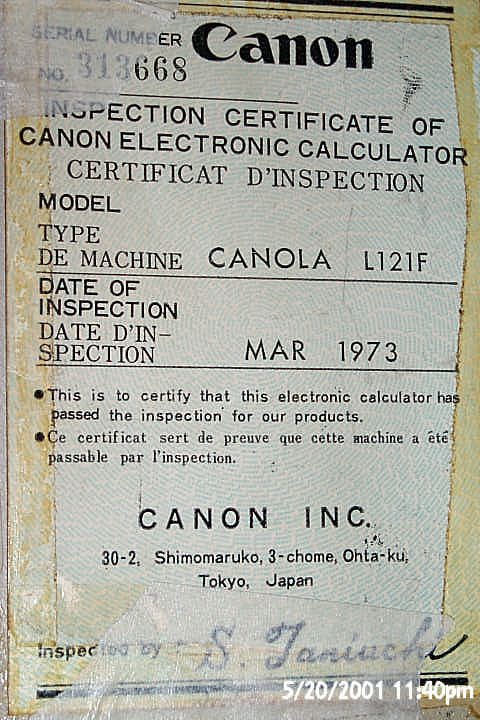 SERIAL NUMBER Canon
NO. 313668
INSPECTION CERTIFICATE OF
CANON ELECTRONIC CALCULATOR
CERTIFICAT D'INSPECTION
MODEL
TYPE
DE MACHINE CANOLA L121F
DATE OF
INSPECTION
DATE D'IN-
SPECTION MAR 1973
●This is to certify that this electronic calculator has
passed the inspection for our products.
●Ce certificat sert de preuve que cette machine a été
passable par l'inspection.
CANON INC.
30-2, Shimomaruko, 3-chome, Ohta-ku,
Tokyo, Japan
Inspected by - S. Taniuchi
5/20/2001 11:40pm